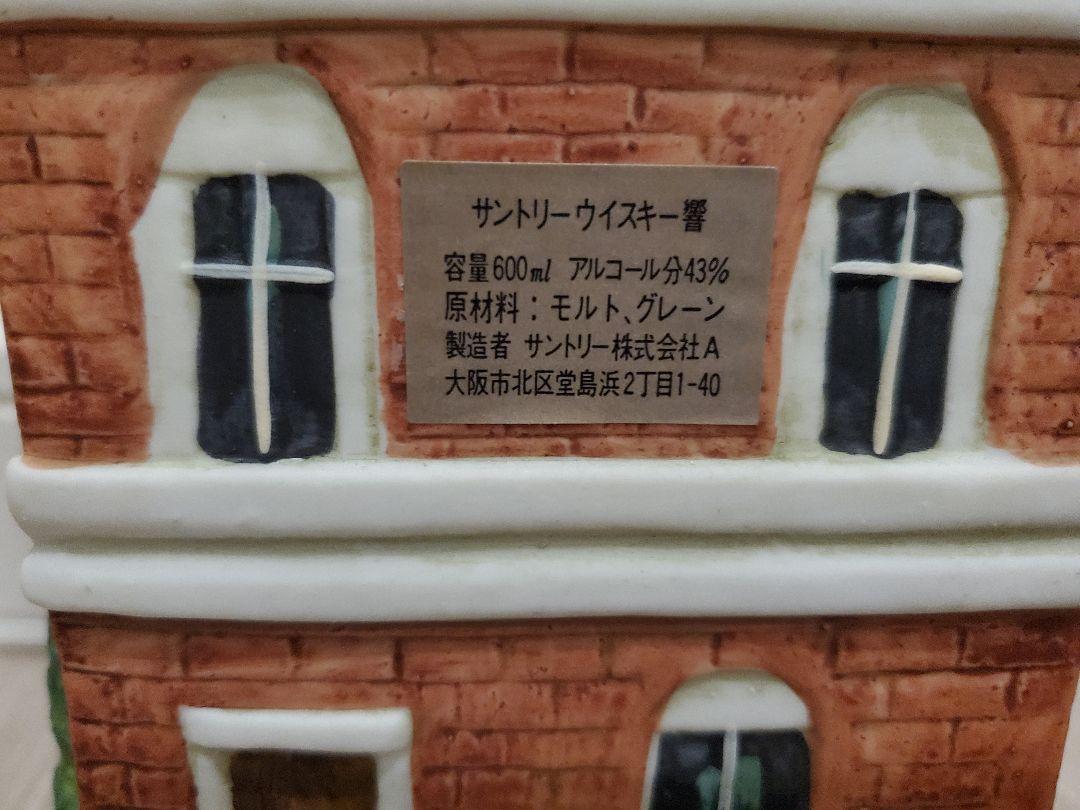 サントリーウイスキー響
容量600ml アルコール分43%
原材料：モルト、グレーン
製造者 サントリー株式会社A
大阪市北区堂島浜2丁目1-40